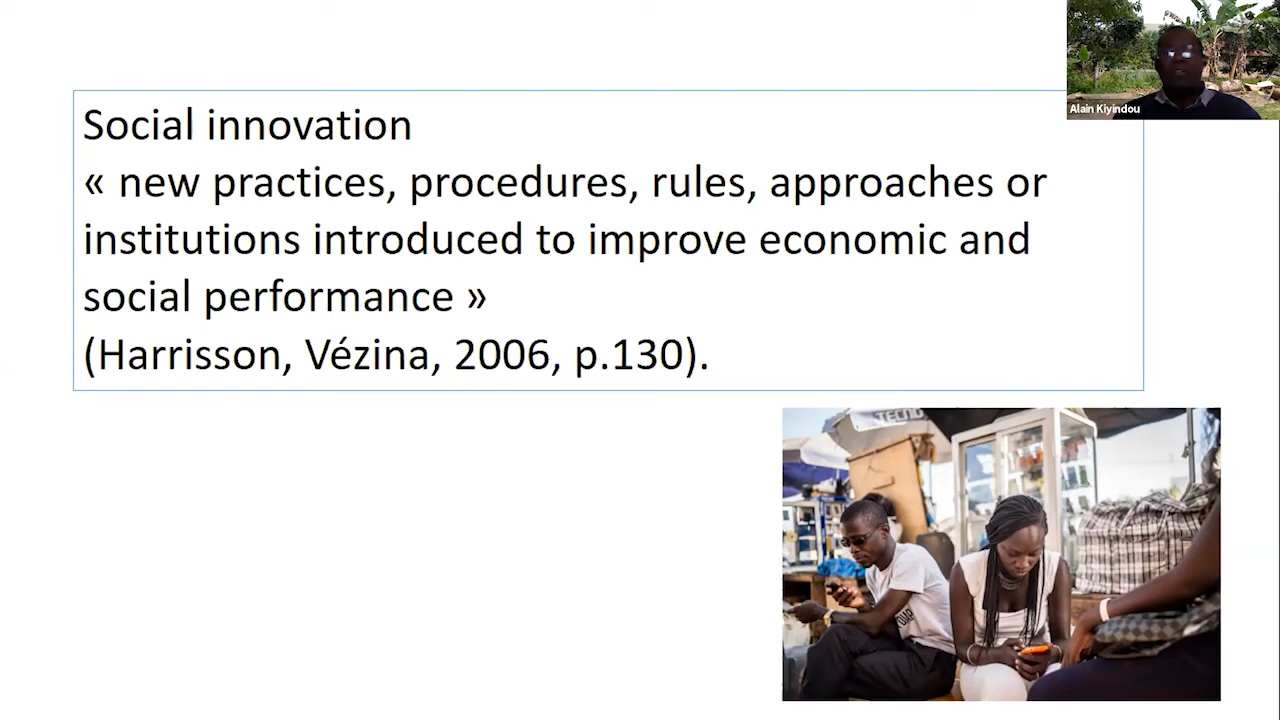 Alain Kiyindou
Social innovation
« new practices, procedures, rules, approaches or
institutions introduced to improve economic and
social performance »
(Harrisson, Vézina, 2006, p.130).
TECNO